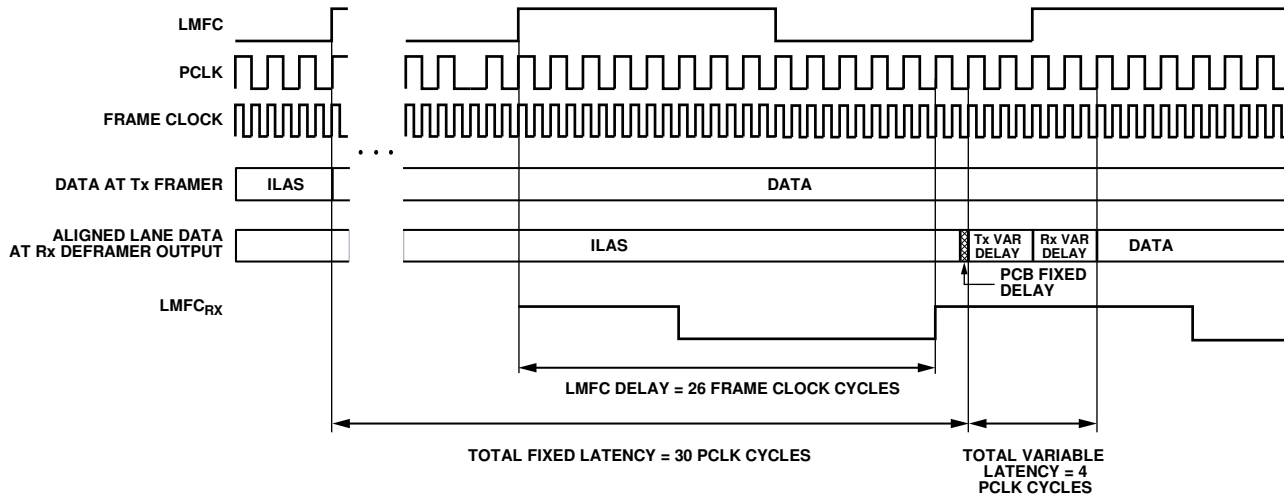 LMFC
PCLK
FRAME CLOCK
. . .
DATA AT Tx FRAMER
ILAS
DATA
ALIGNED LANE DATA
AT Rx DEFRAMER OUTPUT
ILAS
Tx VAR
DELAY
Rx VAR
DELAY
DATA
PCB FIXED
DELAY
LMFCRX
LMFC DELAY = 26 FRAME CLOCK CYCLES
TOTAL FIXED LATENCY = 30 PCLK CYCLES
TOTAL VARIABLE
LATENCY = 4
PCLK CYCLES